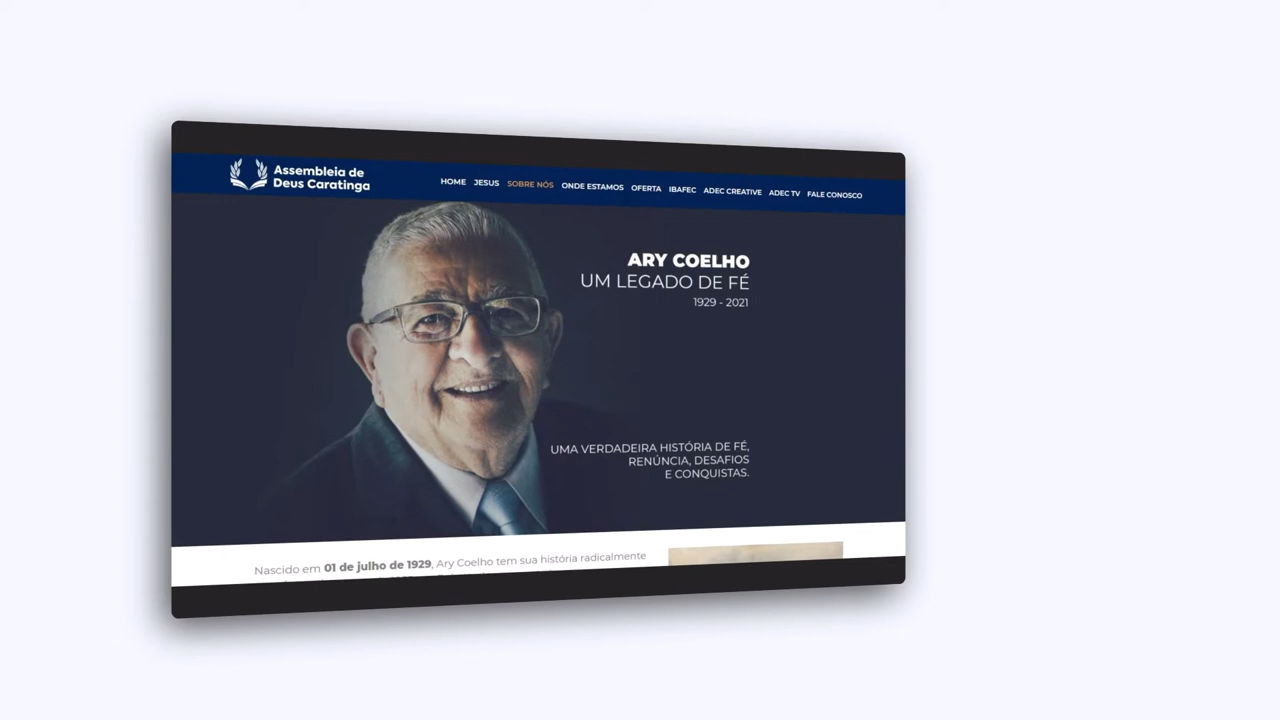 Assembleia de
Deus Caratinga
HOME JESUS SOBRE NÓS ONDE ESTAMOS OFERTA IBAFEC ADEC CREATIVE ADEC TV FALE CONOSCO
ARY COELHO
UM LEGADO DE FÉ
1929 - 2021
UMA VERDADEIRA HISTÓRIA DE FÉ,
RENÚNCIA, DESAFIOS
E CONQUISTAS.
Nascido em 01 de julho de 1929, Ary Coelho tem sua história radicalmente